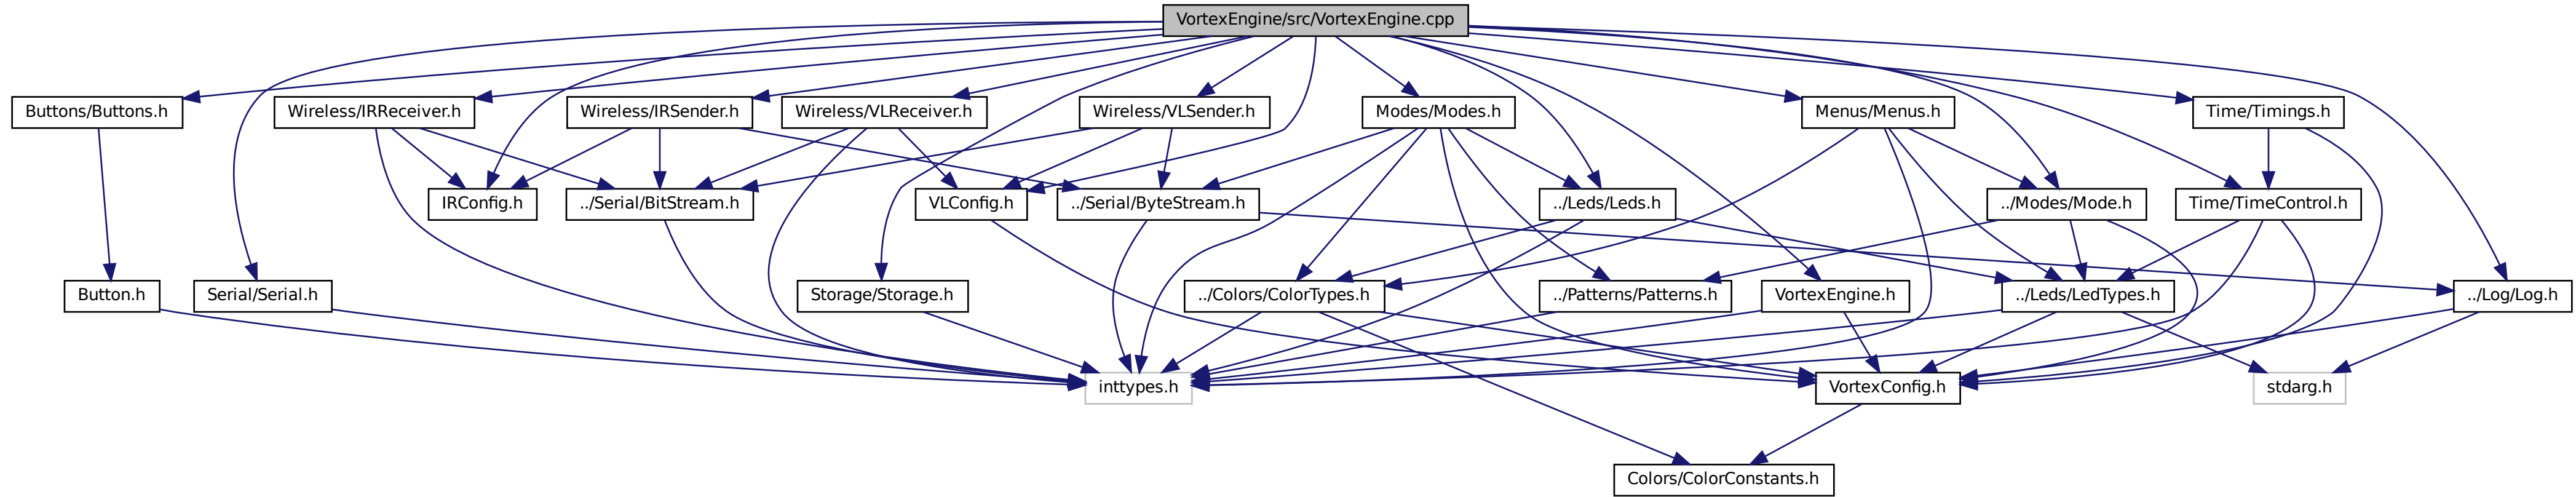 VortexEngine/src/VortexEngine.cpp
Buttons/Buttons.h
Wireless/IRReceiver.h
Wireless/IRSender.h
Wireless/VLReceiver.h
Wireless/VLSender.h
Modes/Modes.h
Menus/Menus.h
Time/Timings.h
IRConfig.h
../Serial/BitStream.h
VLConfig.h
../Serial/ByteStream.h
../Leds/Leds.h
../Modes/Mode.h
Time/TimeControl.h
Button.h
Serial/Serial.h
Storage/Storage.h
../Colors/ColorTypes.h
../Patterns/Patterns.h
VortexEngine.h
../Leds/LedTypes.h
../Log/Log.h
inttypes.h
VortexConfig.h
stdarg.h
Colors/ColorConstants.h